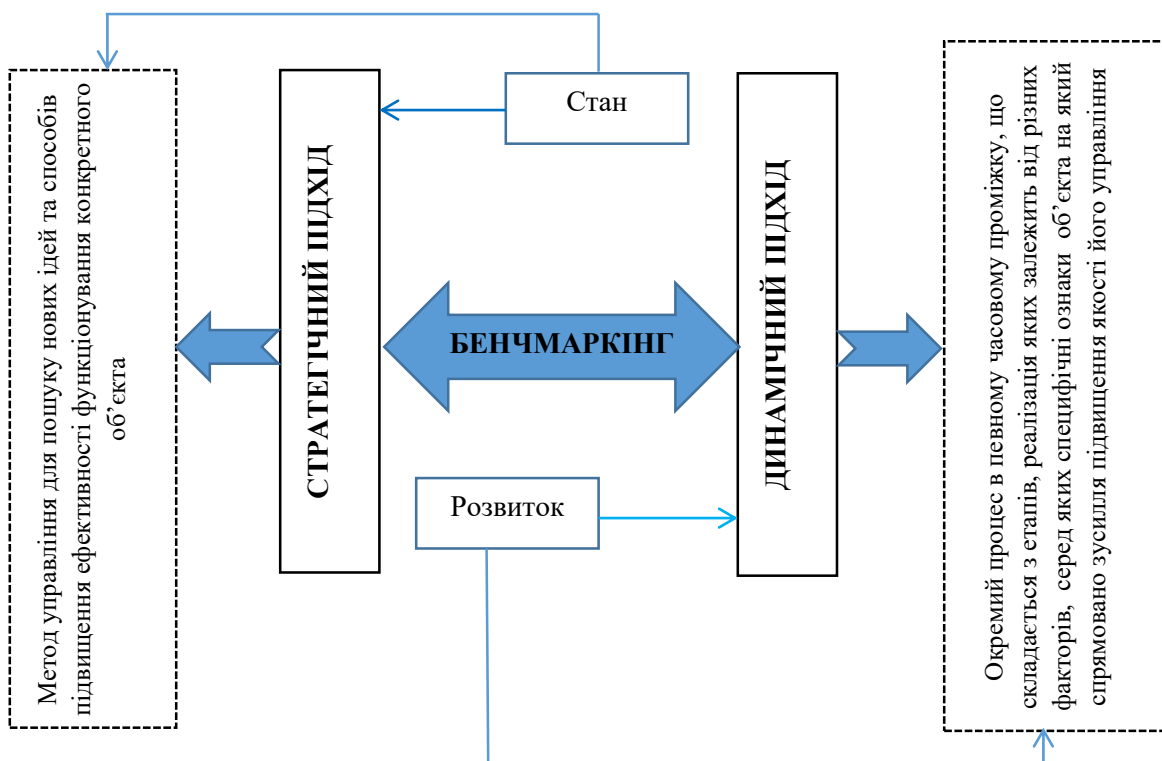 Метод управління для пошуку нових ідей та способів
підвищення ефективності функціонування конкретного
об’єкта
СТРАТЕГІЧНИЙ ПІДХІД
Стан
БЕНЧМАРКІНГ
Розвиток
ДИНАМІЧНИЙ ПІДХІД
Окремий процес в певному часовому проміжку, що
складається з етапів, реалізація яких залежить від різних
факторів, серед яких специфічні ознаки об’єкта на який
спрямовано зусилля підвищення якості його управління